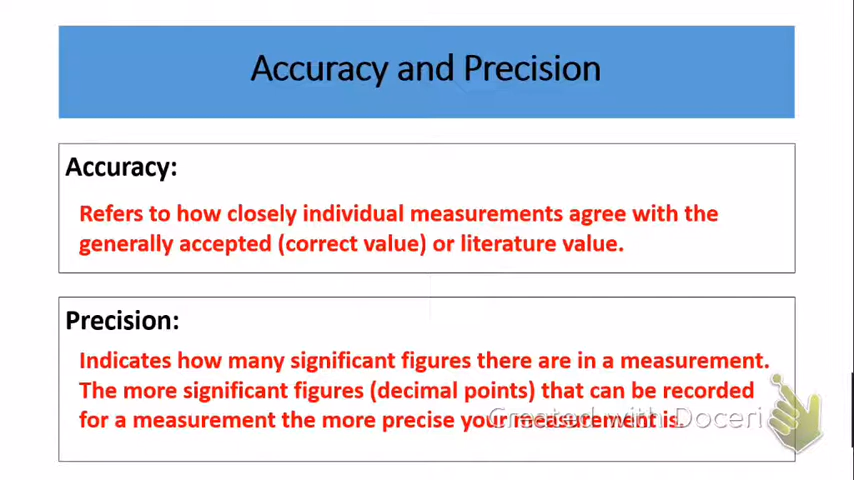 Accuracy and Precision
Accuracy:
Refers to how closely individual measurements agree with the
generally accepted (correct value) or literature value.
Precision:
Indicates how many significant figures there are in a measurement.
The more significant figures (decimal points) that can be recorded
for a measurement the more precise your measurement is.
Created with Doceri